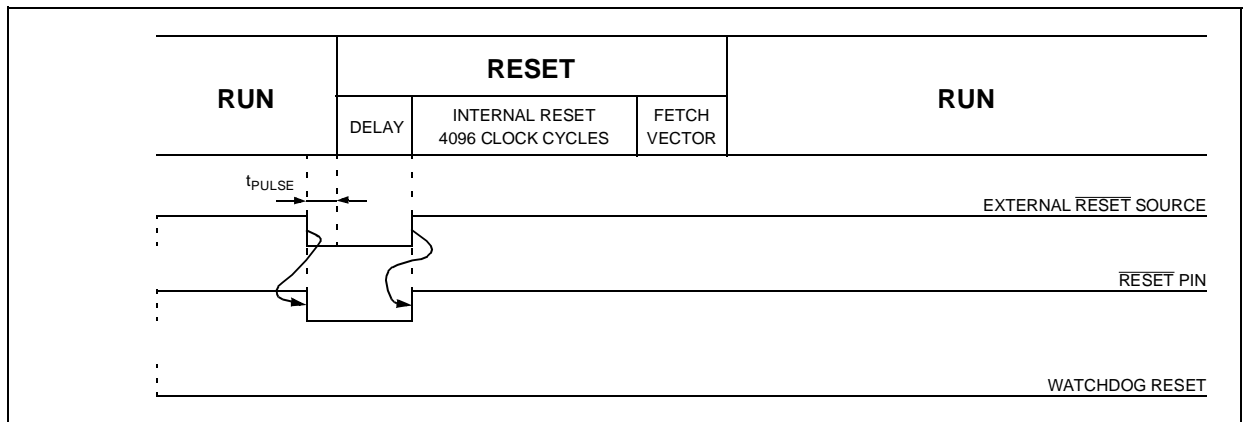 RESET
RUN
RUN
DELAY
INTERNAL RESET
4096 CLOCK CYCLES
FETCH
VECTOR
tPULSE
EXTERNAL RESET SOURCE
RESET PIN
WATCHDOG RESET